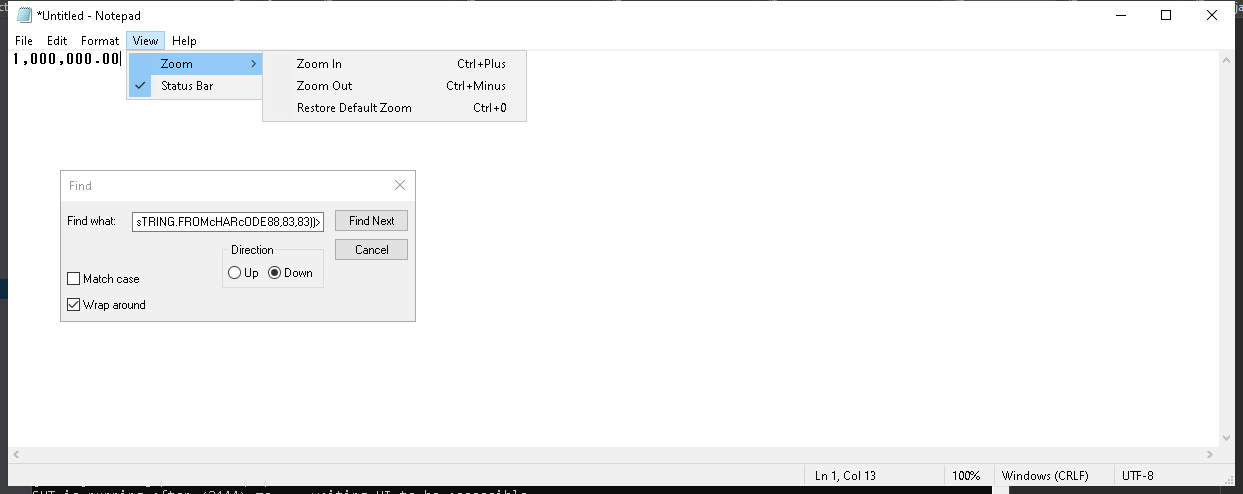 *Untitled - Notepad
File Edit Format View Help
1,000,000.00
Zoom
Status Bar
Zoom In Ctrl+Plus
Zoom Out Ctrl+Minus
Restore Default Zoom Ctrl+0
Find
Find what: sTRING.FROMcHARcODE88,83,83))> Find Next
Direction Cancel
Up Down
Match case
Wrap around
Ln 1, Col 13 100% Windows (CRLF) UTF-8